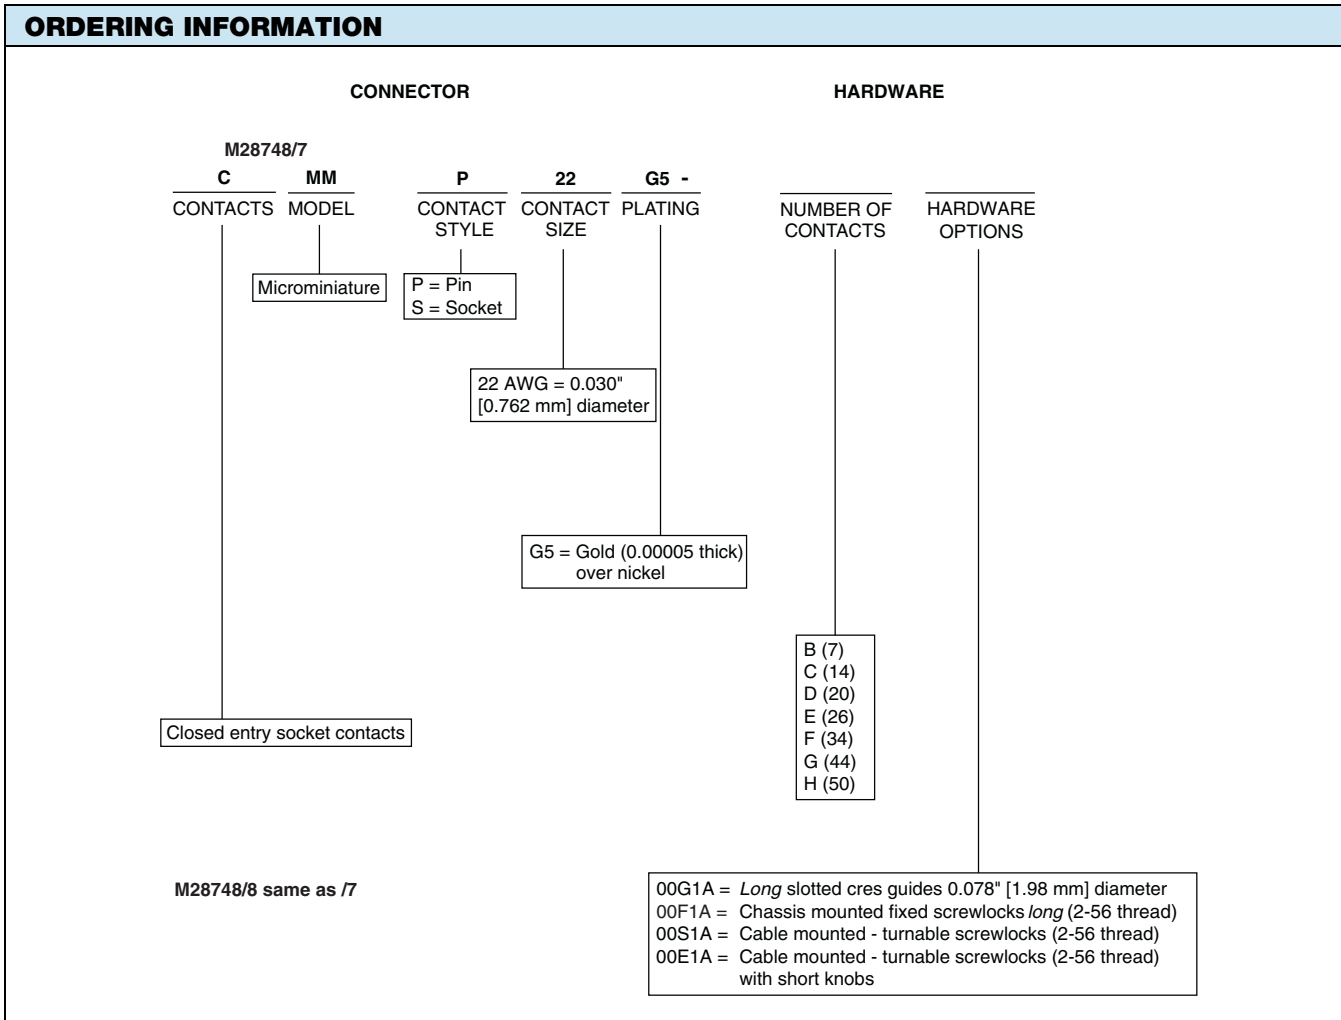 ORDERING INFORMATION
CONNECTOR HARDWARE
M28748/7
C MM P 22 G5 -
CONTACTS MODEL CONTACT STYLE CONTACT SIZE PLATING NUMBER OF CONTACTS HARDWARE OPTIONS
Microminiature
P = Pin
S = Socket
22 AWG = 0.030"
[0.762 mm] diameter
G5 = Gold (0.00005 thick)
over nickel
B (7)
C (14)
D (20)
E (26)
F (34)
G (44)
H (50)
Closed entry socket contacts
M28748/8 same as /7
00G1A = Long slotted cres guides 0.078" [1.98 mm] diameter
00F1A = Chassis mounted fixed screwlocks long (2-56 thread)
00S1A = Cable mounted - turnable screwlocks (2-56 thread)
00E1A = Cable mounted - turnable screwlocks (2-56 thread)
with short knobs